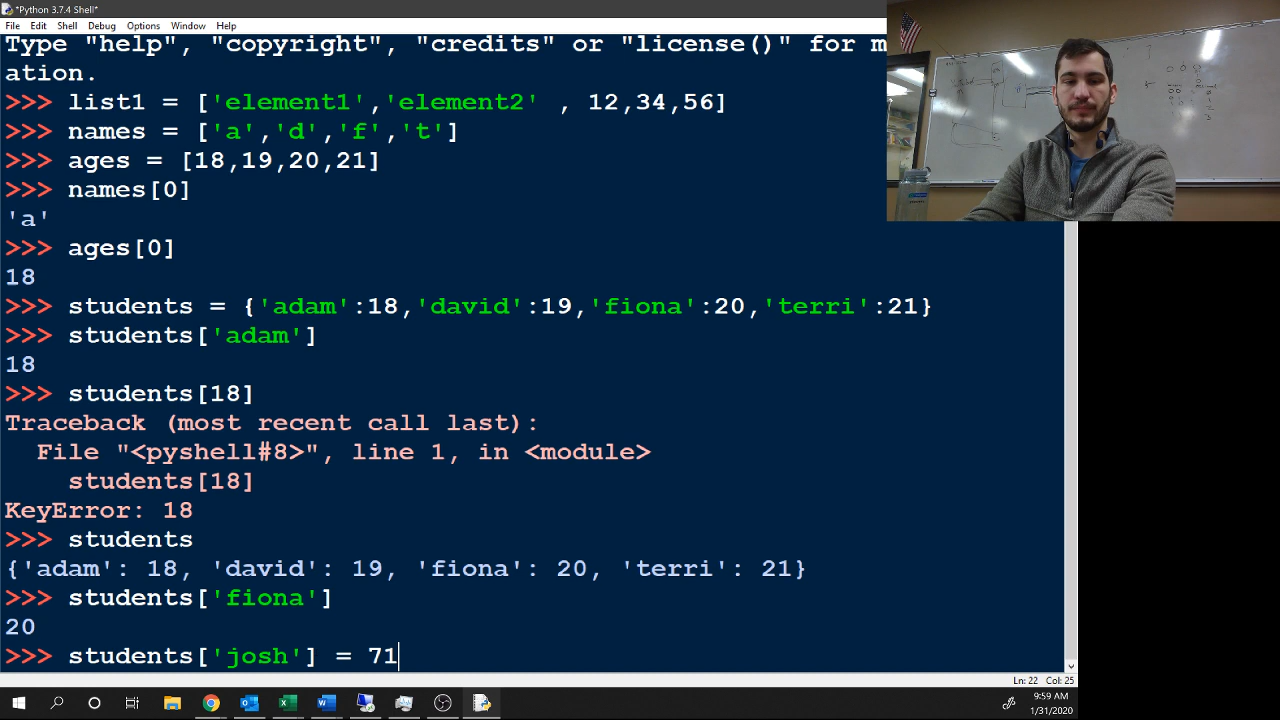 *Python 3.7.4 Shell*
File Edit Shell Debug Options Window Help
Type "help", "copyright", "credits" or "license()" for m
ation.
>>> list1 = ['element1','element2' , 12,34,56]
>>> names = ['a','d','f','t']
>>> ages = [18,19,20,21]
>>> names[0]
'a'
>>> ages[0]
18
>>> students = {'adam':18,'david':19,'fiona':20,'terri':21}
>>> students['adam']
18
>>> students[18]
Traceback (most recent call last):
  File "<pyshell#8>", line 1, in <module>
    students[18]
KeyError: 18
>>> students
{'adam': 18, 'david': 19, 'fiona': 20, 'terri': 21}
>>> students['fiona']
20
>>> students['josh'] = 71
Ln: 22 Col: 25
9:59 AM
1/31/2020